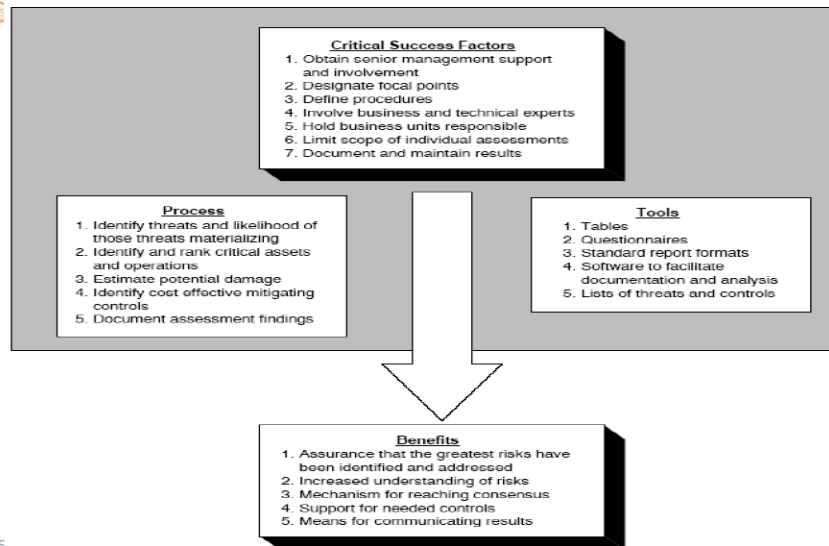 Critical Success Factors
1. Obtain senior management support
and involvement
2. Designate focal points
3. Define procedures
4. Involve business and technical experts
5. Hold business units responsible
6. Limit scope of individual assessments
7. Document and maintain results
Process
1. Identify threats and likelihood of
those threats materializing
2. Identify and rank critical assets
and operations
3. Estimate potential damage
4. Identify cost effective mitigating
controls
5. Document assessment findings
Tools
1. Tables
2. Questionnaires
3. Standard report formats
4. Software to facilitate
documentation and analysis
5. Lists of threats and controls
Benefits
1. Assurance that the greatest risks have
been identified and addressed
2. Increased understanding of risks
3. Mechanism for reaching consensus
4. Support for needed controls
5. Means for communicating results